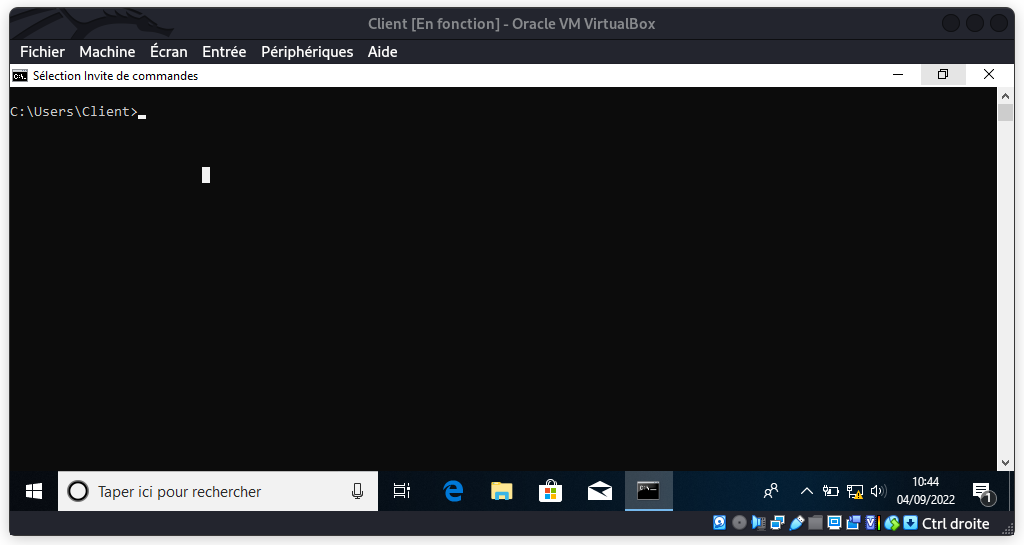 Client [En fonction] - Oracle VM VirtualBox
Fichier Machine Écran Entrée Périphériques Aide
Sélection Invite de commandes
C:\Users\Client>
Taper ici pour rechercher
10:44
04/09/2022
1
Ctrl droite